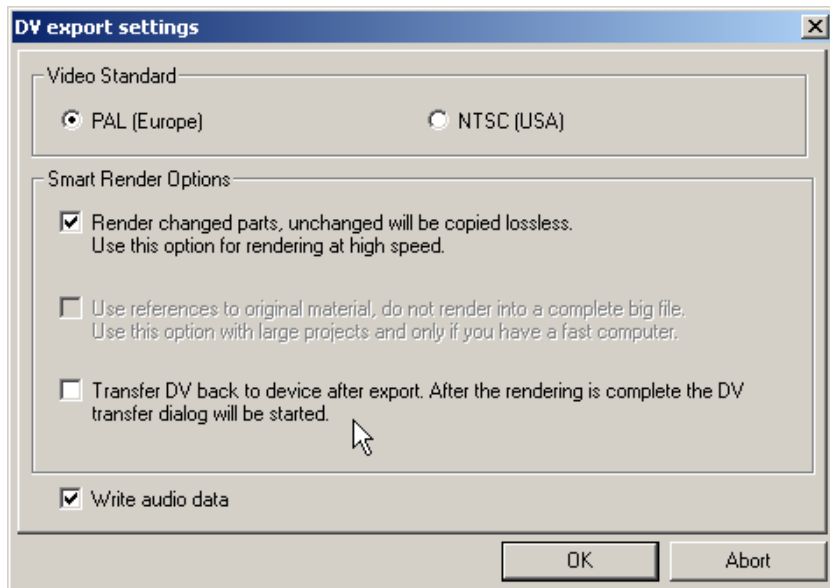 DV export settings
Video Standard
PAL (Europe)
NTSC (USA)
Smart Render Options
Render changed parts, unchanged will be copied lossless.
Use this option for rendering at high speed.
Use references to original material, do not render into a complete big file.
Use this option with large projects and only if you have a fast computer.
Transfer DV back to device after export. After the rendering is complete the DV
transfer dialog will be started.
Write audio data
OK
Abort